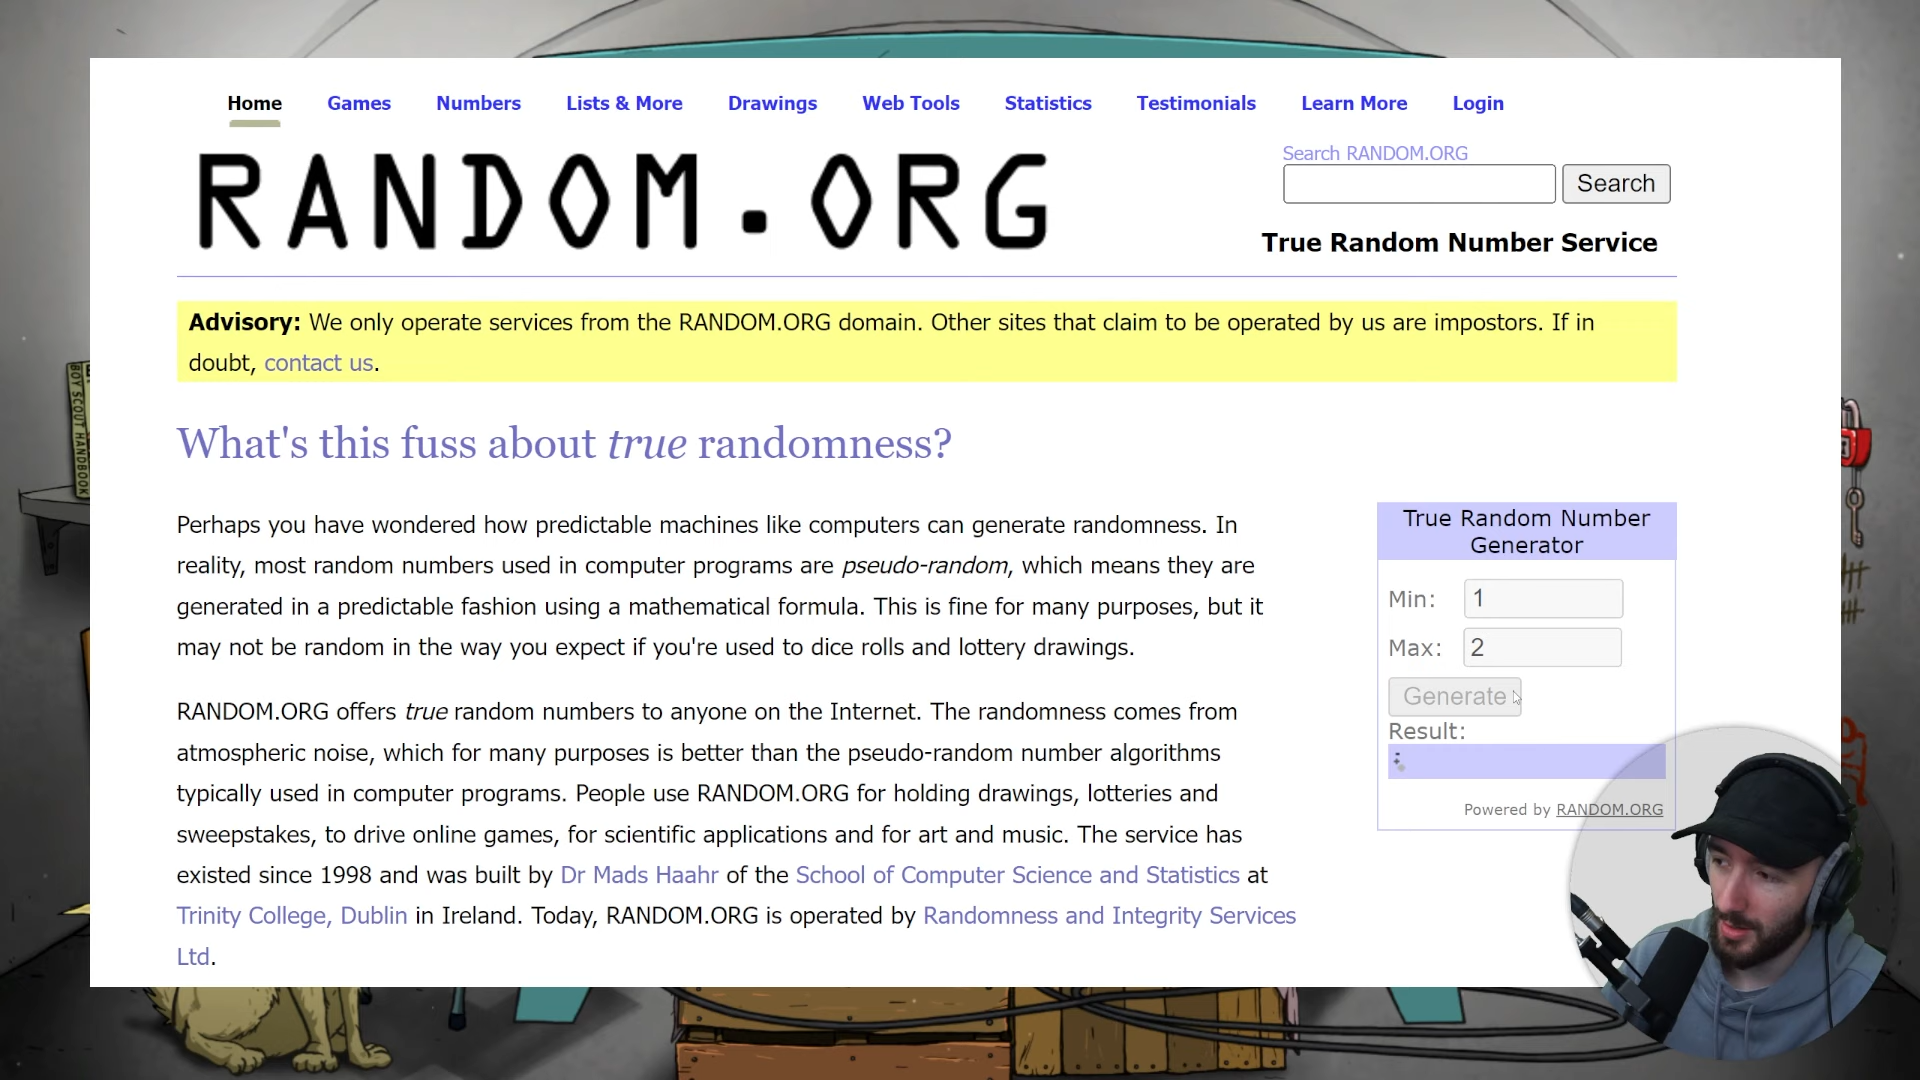 Home Games Numbers Lists & More Drawings Web Tools Statistics Testimonials Learn More Login
RANDOM.ORG
Search RANDOM.ORG
Search
True Random Number Service
Advisory: We only operate services from the RANDOM.ORG domain. Other sites that claim to be operated by us are impostors. If in
doubt, contact us.
What's this fuss about true randomness?
Perhaps you have wondered how predictable machines like computers can generate randomness. In
reality, most random numbers used in computer programs are pseudo-random, which means they are
generated in a predictable fashion using a mathematical formula. This is fine for many purposes, but it
may not be random in the way you expect if you're used to dice rolls and lottery drawings.
RANDOM.ORG offers true random numbers to anyone on the Internet. The randomness comes from
atmospheric noise, which for many purposes is better than the pseudo-random number algorithms
typically used in computer programs. People use RANDOM.ORG for holding drawings, lotteries and
sweepstakes, to drive online games, for scientific applications and for art and music. The service has
existed since 1998 and was built by Dr Mads Haahr of the School of Computer Science and Statistics at
Trinity College, Dublin in Ireland. Today, RANDOM.ORG is operated by Randomness and Integrity Services
Ltd.
True Random Number
Generator
Min: 1
Max: 2
Generate
Result:
Powered by RANDOM.ORG
BOY SCOUT HANDBOOK